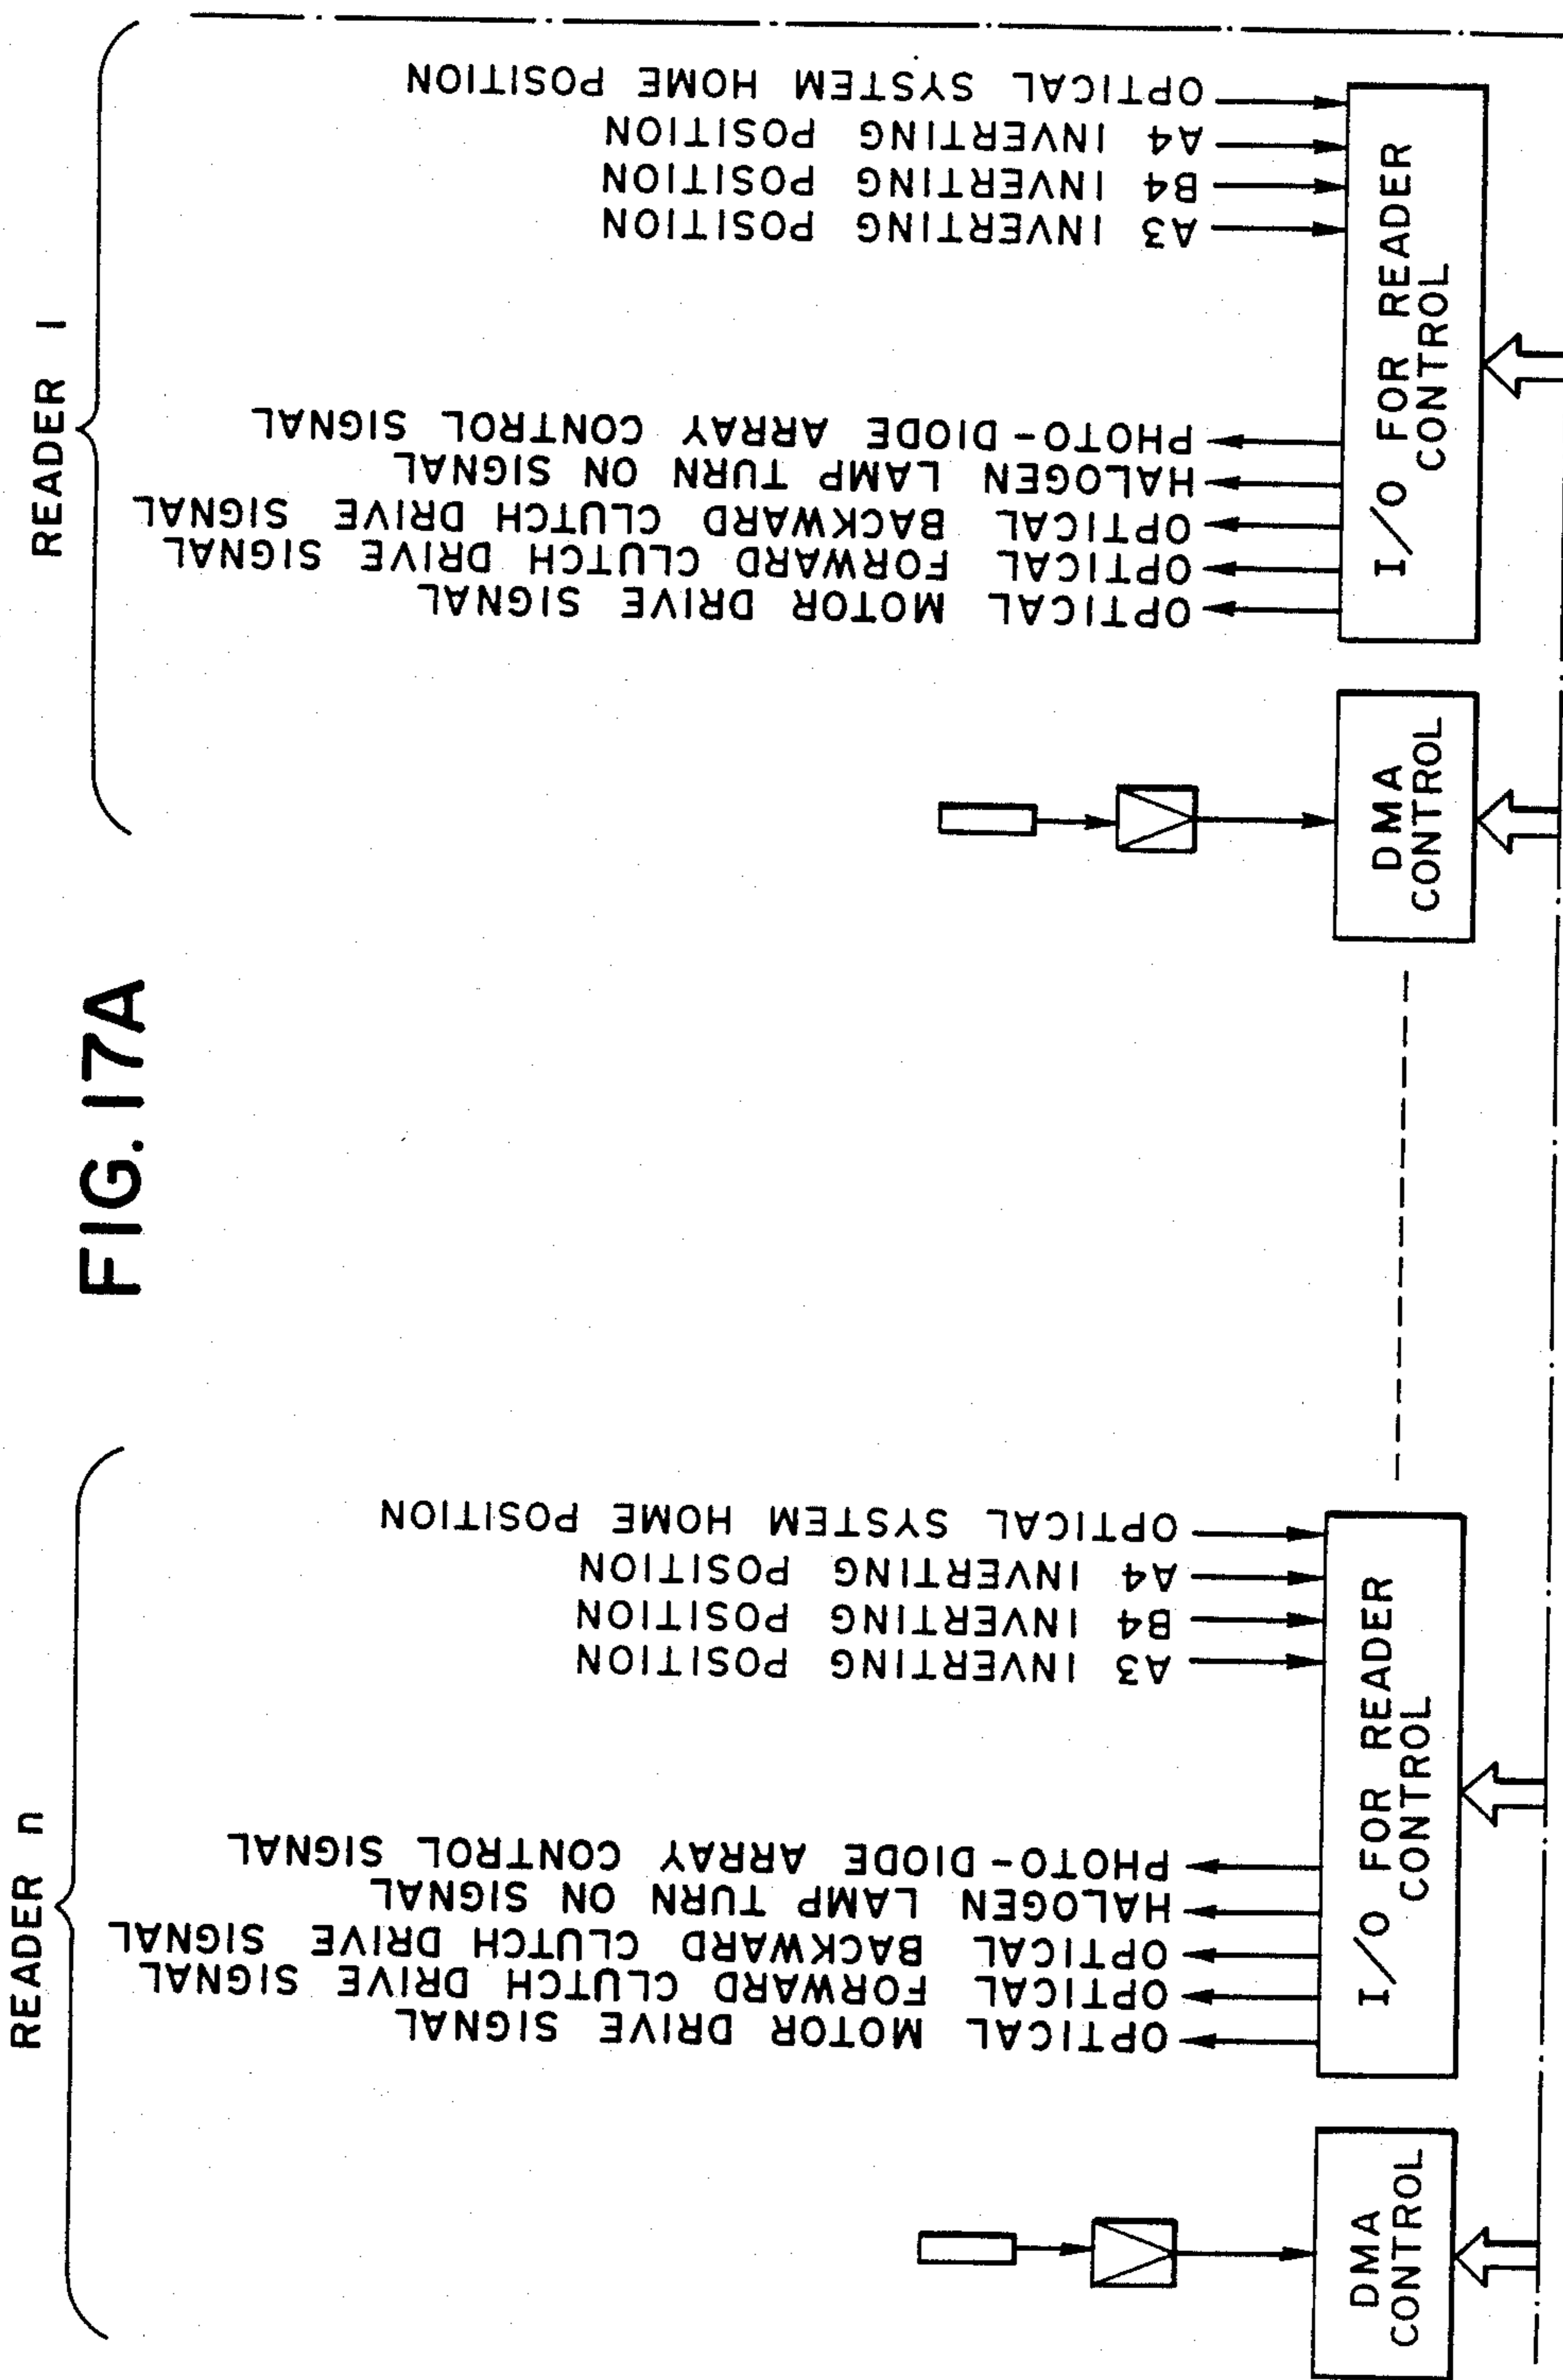 FIG. 17A
READER n
DMA
CONTROL
OPTICAL MOTOR DRIVE SIGNAL
OPTICAL FORWARD CLUTCH DRIVE SIGNAL
OPTICAL BACKWARD CLUTCH DRIVE SIGNAL
HALOGEN LAMP TURN ON SIGNAL
PHOTO-DIODE ARRAY CONTROL SIGNAL
A3 INVERTING POSITION
B4 INVERTING POSITION
A4 INVERTING POSITION
OPTICAL SYSTEM HOME POSITION
I/O FOR READER
CONTROL
READER 1
DMA
CONTROL
OPTICAL MOTOR DRIVE SIGNAL
OPTICAL FORWARD CLUTCH DRIVE SIGNAL
OPTICAL BACKWARD CLUTCH DRIVE SIGNAL
HALOGEN LAMP TURN ON SIGNAL
PHOTO-DIODE ARRAY CONTROL SIGNAL
A3 INVERTING POSITION
B4 INVERTING POSITION
A4 INVERTING POSITION
OPTICAL SYSTEM HOME POSITION
I/O FOR READER
CONTROL